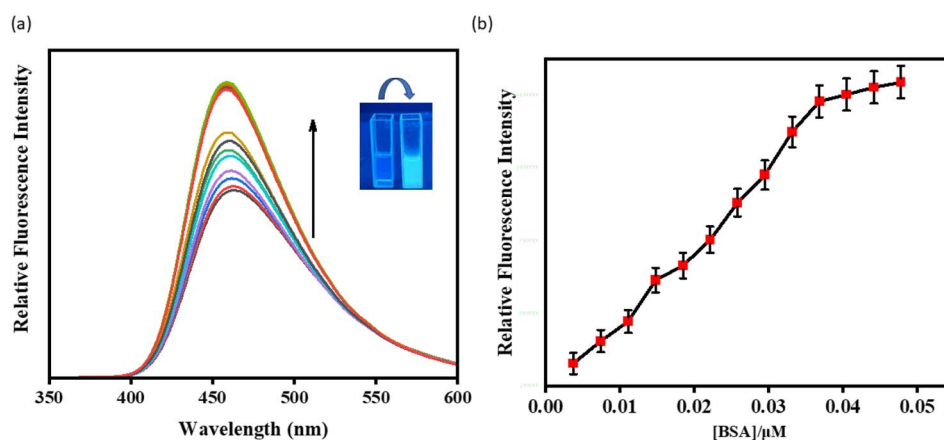 (a)
Relative Fluorescence Intensity
350 400 450 500 550 600
Wavelength (nm)
(b)
Relative Fluorescence Intensity
0.00 0.01 0.02 0.03 0.04 0.05
[BSA]/μM